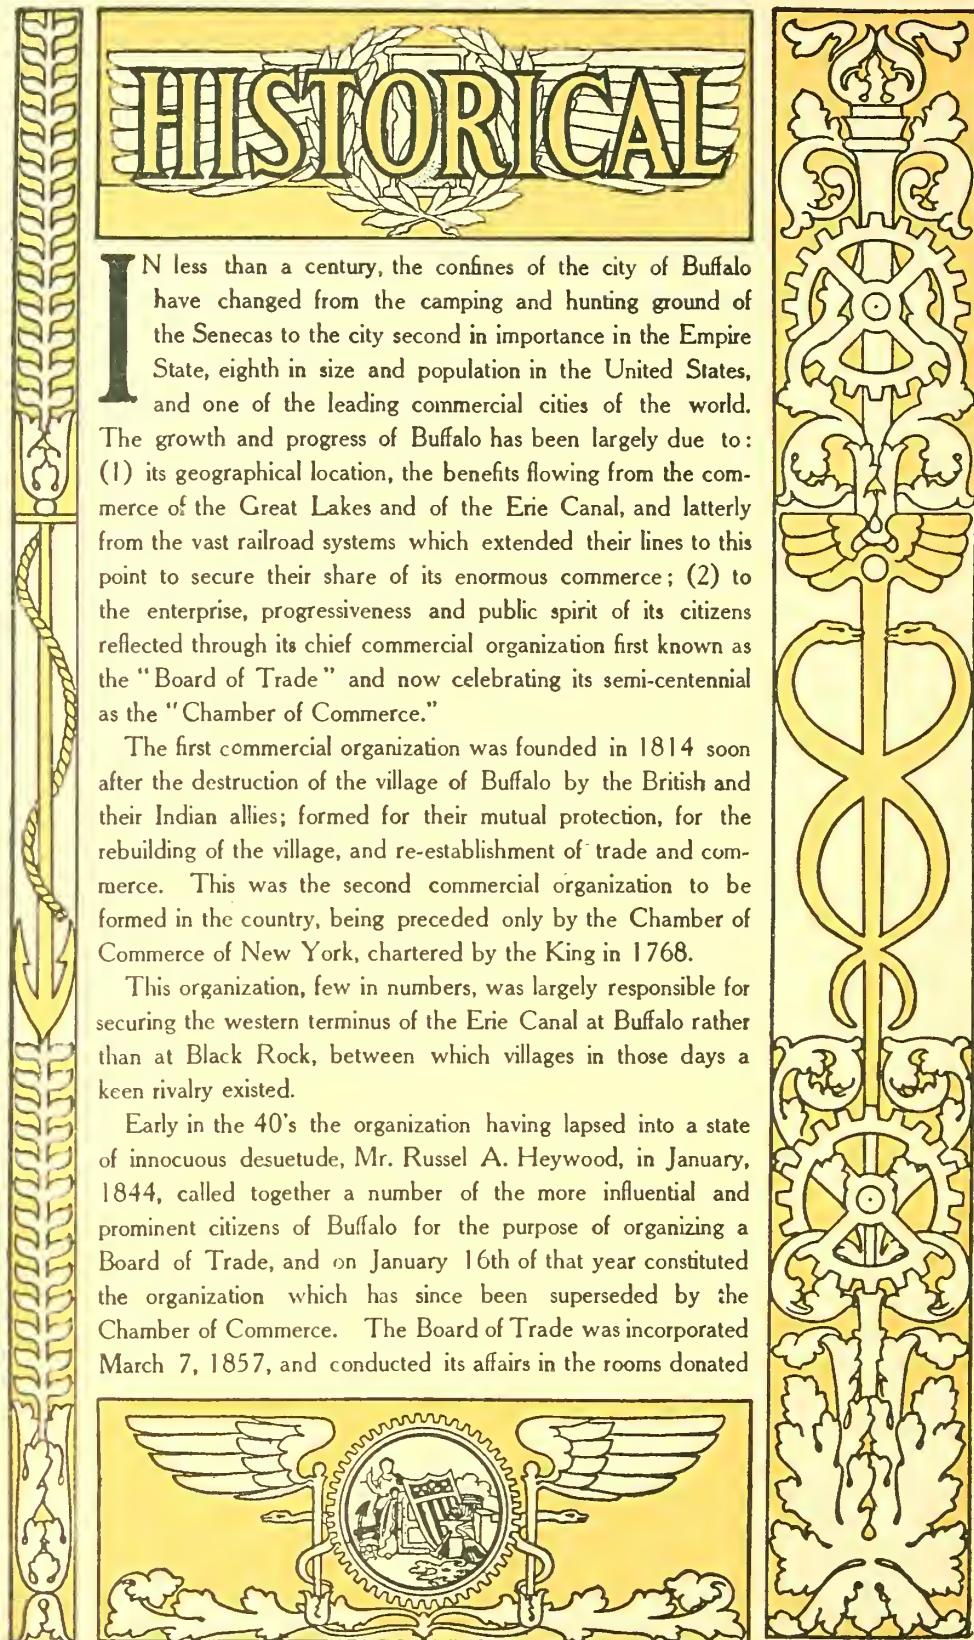 HISTORICAL
IN less than a century, the confines of the city of Buffalo
have changed from the camping and hunting ground of
the Senecas to the city second in importance in the Empire
State, eighth in size and population in the United States,
and one of the leading commercial cities of the world.
The growth and progress of Buffalo has been largely due to:
(1) its geographical location, the benefits flowing from the com-
merce of the Great Lakes and of the Erie Canal, and latterly
from the vast railroad systems which extended their lines to this
point to secure their share of its enormous commerce; (2) to
the enterprise, progressiveness and public spirit of its citizens
reflected through its chief commercial organization first known as
the "Board of Trade" and now celebrating its semi-centennial
as the "Chamber of Commerce."
The first commercial organization was founded in 1814 soon
after the destruction of the village of Buffalo by the British and
their Indian allies; formed for their mutual protection, for the
rebuilding of the village, and re-establishment of trade and com-
merce. This was the second commercial organization to be
formed in the country, being preceded only by the Chamber of
Commerce of New York, chartered by the King in 1768.
This organization, few in numbers, was largely responsible for
securing the western terminus of the Erie Canal at Buffalo rather
than at Black Rock, between which villages in those days a
keen rivalry existed.
Early in the 40's the organization having lapsed into a state
of innocuous desuetude, Mr. Russel A. Heywood, in January,
1844, called together a number of the more influential and
prominent citizens of Buffalo for the purpose of organizing a
Board of Trade, and on January 16th of that year constituted
the organization which has since been superseded by the
Chamber of Commerce. The Board of Trade was incorporated
March 7, 1857, and conducted its affairs in the rooms donated